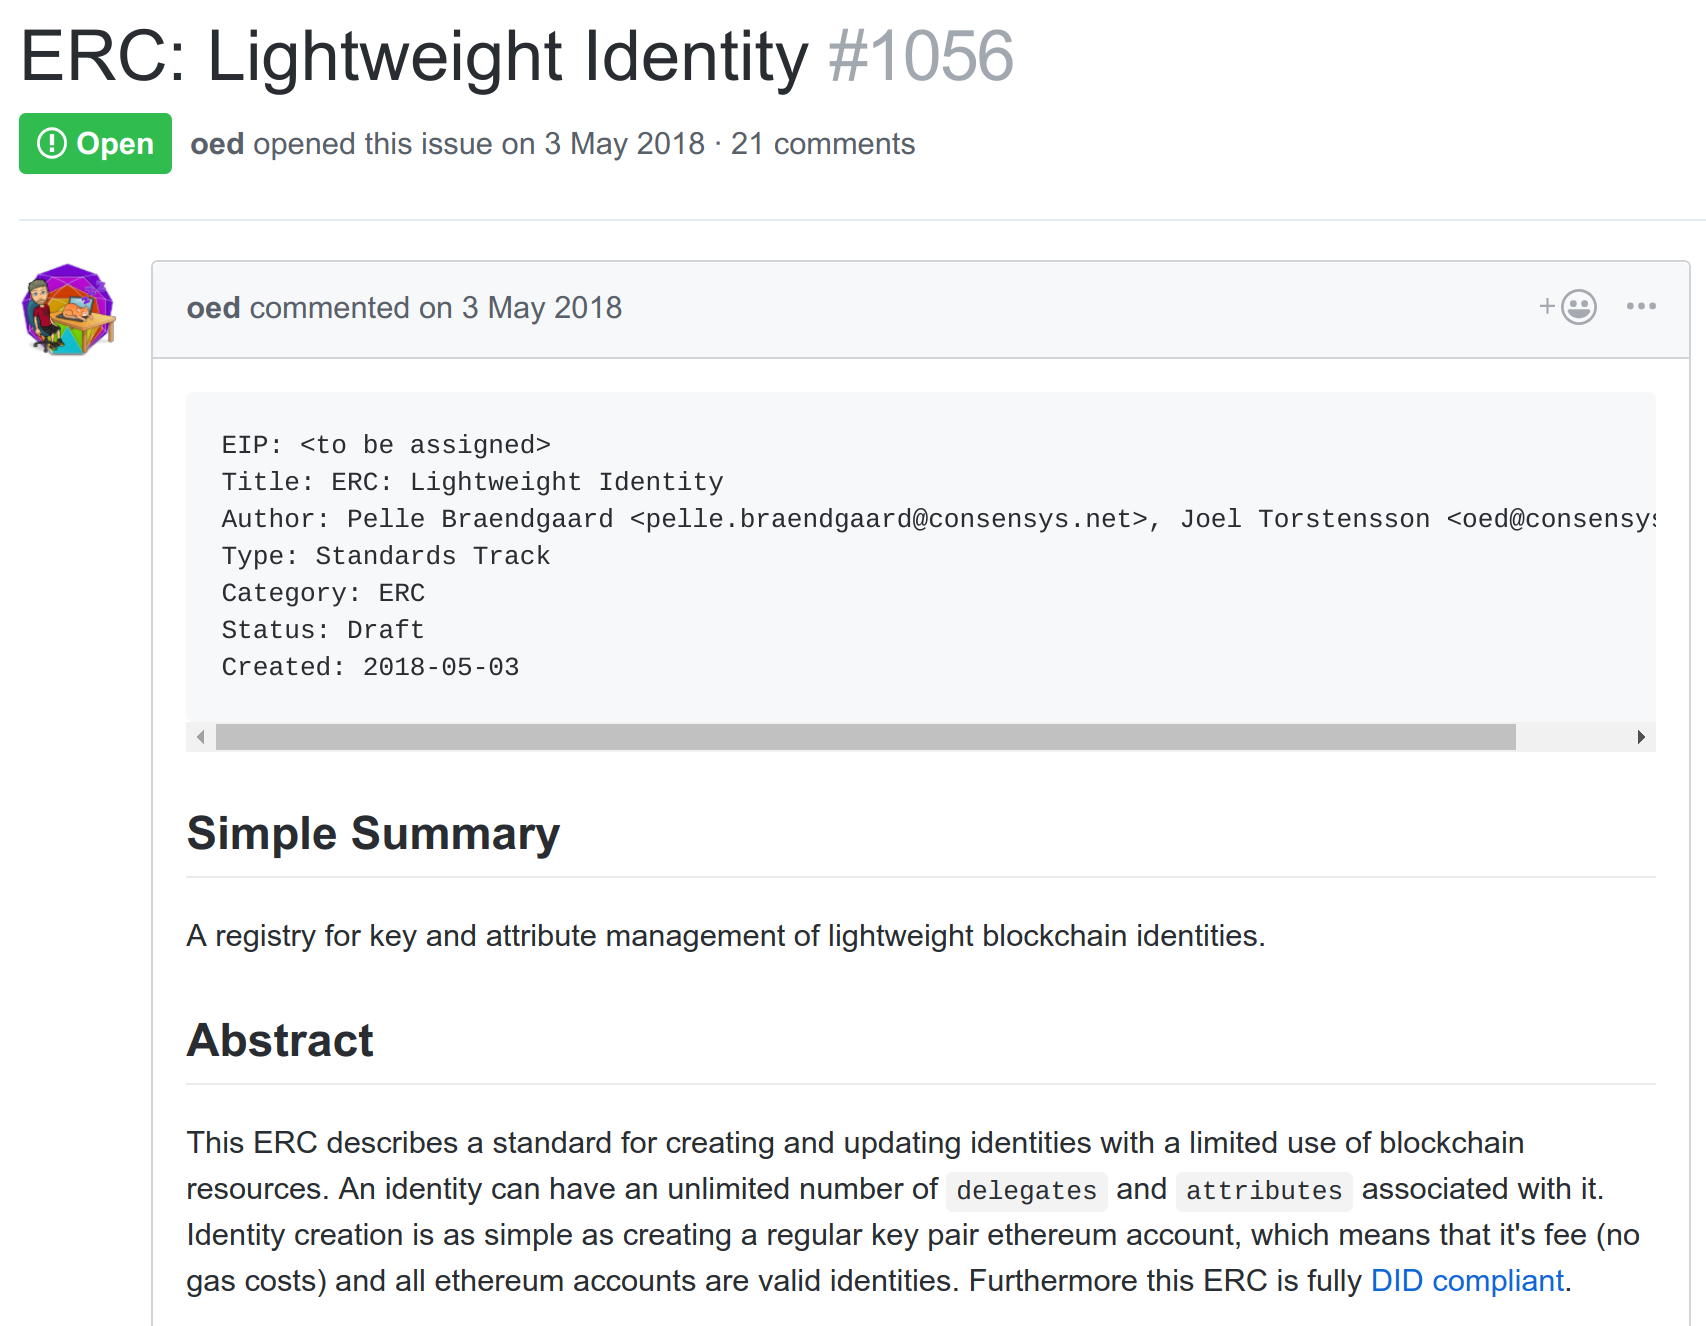 ERC: Lightweight Identity #1056
Open oed opened this issue on 3 May 2018 · 21 comments
oed commented on 3 May 2018
EIP: <to be assigned>
Title: ERC: Lightweight Identity
Author: Pelle Braendgaard <pelle.braendgaard@consensys.net>, Joel Torstensson <oed@consensys
Type: Standards Track
Category: ERC
Status: Draft
Created: 2018-05-03
Simple Summary
A registry for key and attribute management of lightweight blockchain identities.
Abstract
This ERC describes a standard for creating and updating identities with a limited use of blockchain
resources. An identity can have an unlimited number of delegates and attributes associated with it.
Identity creation is as simple as creating a regular key pair ethereum account, which means that it's fee (no
gas costs) and all ethereum accounts are valid identities. Furthermore this ERC is fully DID compliant.